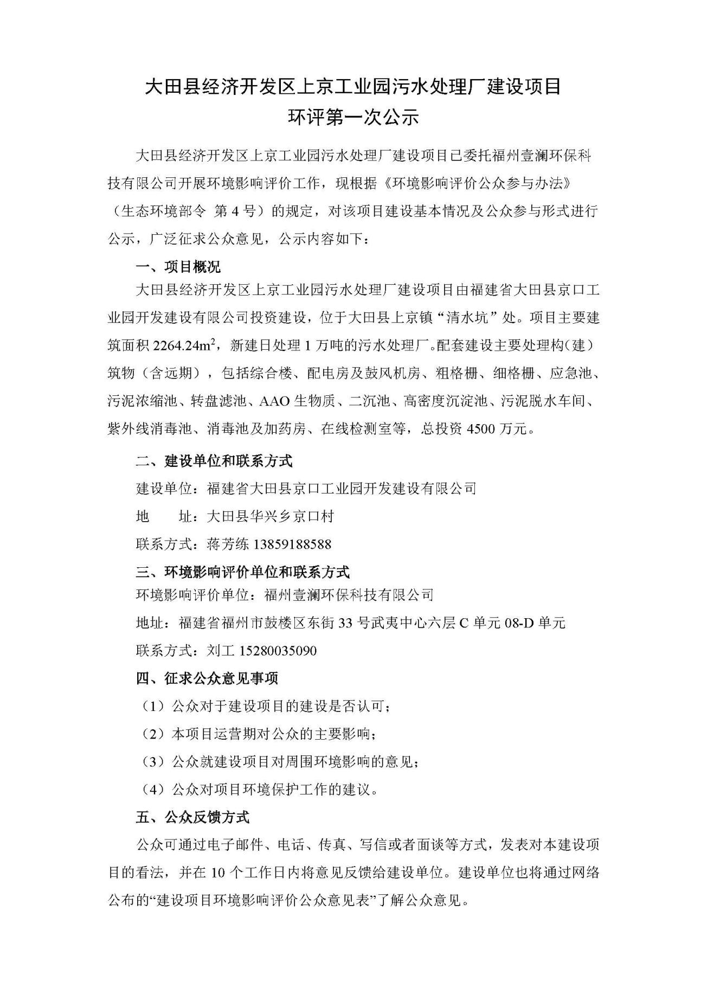 大田县经济开发区上京工业园污水处理厂建设项目
环评第一次公示
大田县经济开发区上京工业园污水处理厂建设项目已委托福州壹澜环保科
技有限公司开展环境影响评价工作，现根据《环境影响评价公众参与办法》
（生态环境部令 第 4 号）的规定，对该项目建设基本情况及公众参与形式进行
公示，广泛征求公众意见，公示内容如下：
一、项目概况
大田县经济开发区上京工业园污水处理厂建设项目由福建省大田县京口工
业园开发建设有限公司投资建设，位于大田县上京镇“清水坑”处。项目主要建
筑面积 2264.24m²，新建日处理 1 万吨的污水处理厂。配套建设主要处理构（建）
筑物（含远期），包括综合楼、配电房及鼓风机房、粗格栅、细格栅、应急池、
污泥浓缩池、转盘滤池、AAO 生物质、二沉池、高密度沉淀池、污泥脱水车间、
紫外线消毒池、消毒池及加药房、在线检测室等，总投资 4500 万元。
二、建设单位和联系方式
建设单位：福建省大田县京口工业园开发建设有限公司
地　　址：大田县华兴乡京口村
联系方式：蒋芳练 13859188588
三、环境影响评价单位和联系方式
环境影响评价单位：福州壹澜环保科技有限公司
地址：福建省福州市鼓楼区东街 33 号武夷中心六层 C 单元 08-D 单元
联系方式：刘工 15280035090
四、征求公众意见事项
（1）公众对于建设项目的建设是否认可；
（2）本项目运营期对公众的主要影响；
（3）公众就建设项目对周围环境影响的意见；
（4）公众对项目环境保护工作的建议。
五、公众反馈方式
公众可通过电子邮件、电话、传真、写信或者面谈等方式，发表对本建设项
目的看法，并在 10 个工作日内将意见反馈给建设单位。建设单位也将通过网络
公布的“建设项目环境影响评价公众意见表”了解公众意见。